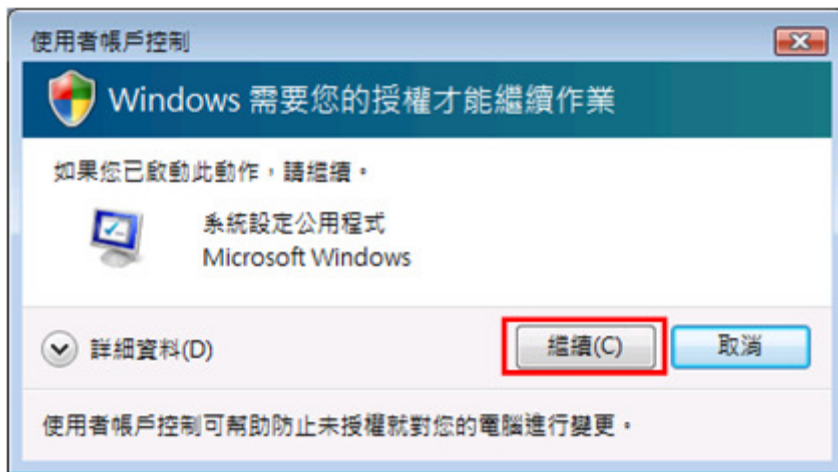 使用者帳戶控制
Windows 需要您的授權才能繼續作業
如果您已啟動此動作，請繼續。
系統設定公用程式
Microsoft Windows
詳細資料(D)
繼續(C)
取消
使用者帳戶控制可幫助防止未授權就對您的電腦進行變更。